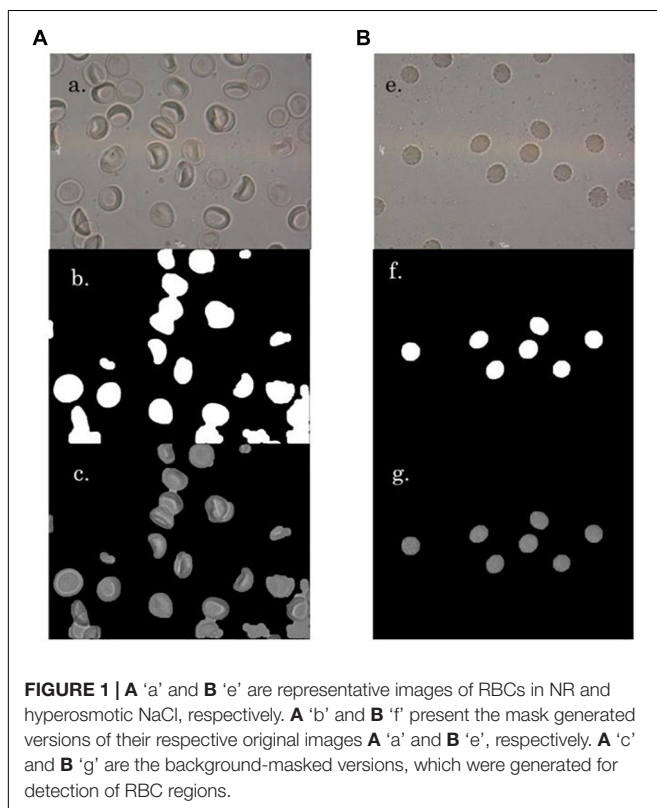 A B
a. e.
b. f.
c. g.
FIGURE 1 | A ‘a’ and B ‘e’ are representative images of RBCs in NR and
hyperosmotic NaCl, respectively. A ‘b’ and B ‘f’ present the mask generated
versions of their respective original images A ‘a’ and B ‘e’, respectively. A ‘c’
and B ‘g’ are the background-masked versions, which were generated for
detection of RBC regions.